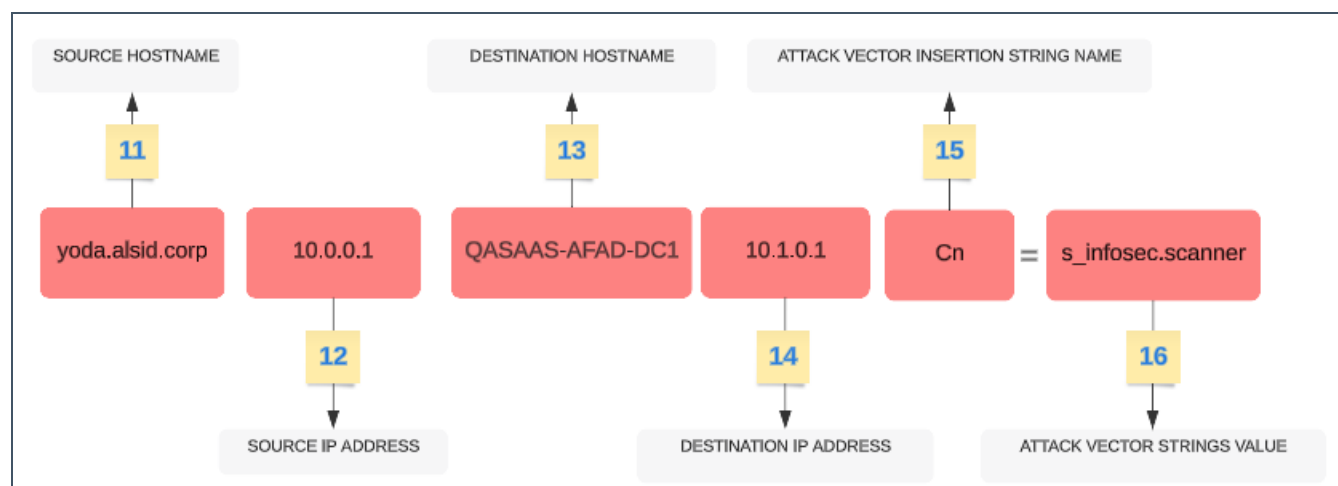 SOURCE HOSTNAME
DESTINATION HOSTNAME
ATTACK VECTOR INSERTION STRING NAME
11
13
15
yoda.alsid.corp
10.0.0.1
QASAAS-AFAD-DC1
10.1.0.1
Cn
=
s_infosec.scanner
12
14
16
SOURCE IP ADDRESS
DESTINATION IP ADDRESS
ATTACK VECTOR STRINGS VALUE